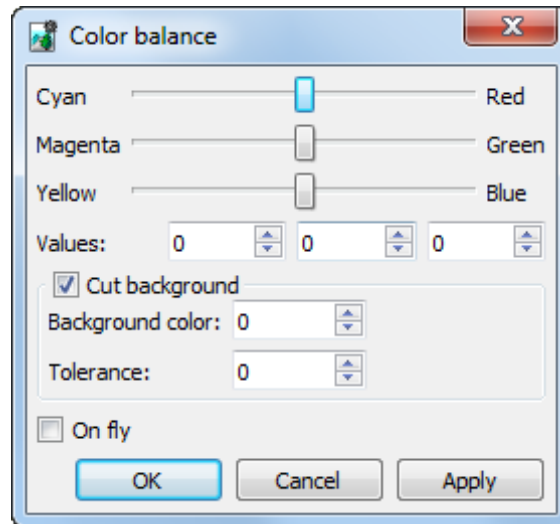 Color balance
Cyan Red
Magenta Green
Yellow Blue
Values: 0 0 0
Cut background
Background color: 0
Tolerance: 0
On fly
OK Cancel Apply